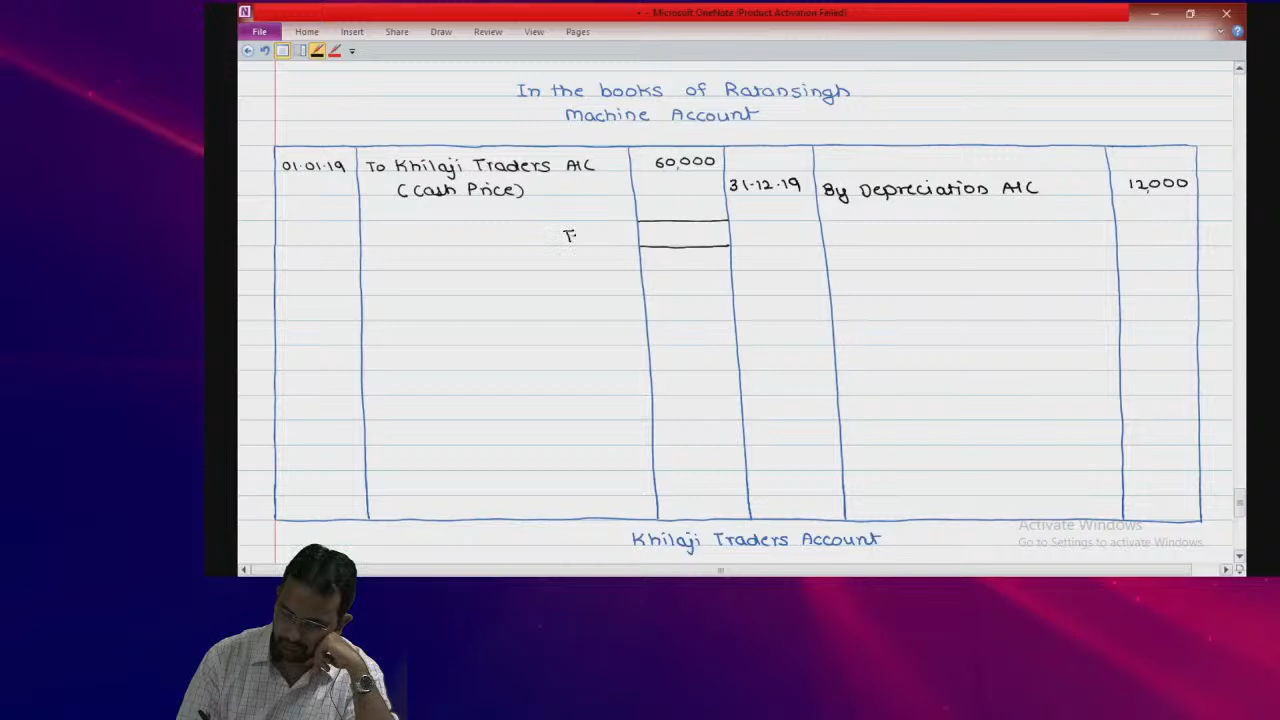 Microsoft OneNote (Product Activation Failed)
File Home Insert Share Draw Review View Pages
In the books of Ratansingh
Machine Account
01.01.19 To Khilaji Traders A/C 60,000
(Cash Price)
31.12.19 By Depreciation A/C 12,000
T
Khilaji Traders Account
Activate Windows
Go to Settings to activate Windows.